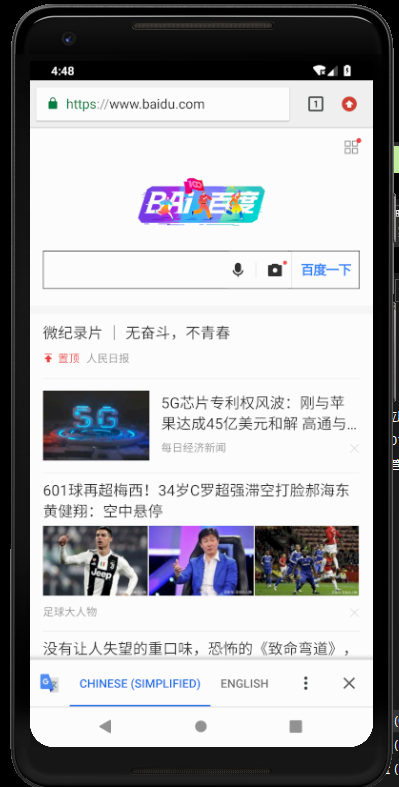 4:48
https://www.baidu.com
1
100
BAi 百度
百度一下
微纪录片 | 无奋斗，不青春
置顶 人民日报
5G
5G芯片专利权风波：刚与苹
果达成45亿美元和解 高通与...
每日经济新闻
601球再超梅西！34岁C罗超强滞空打脸郝海东
黄健翔：空中悬停
Jeep
足球大人物
没有让人失望的重口味，恐怖的《致命弯道》，
CHINESE (SIMPLIFIED)
ENGLISH